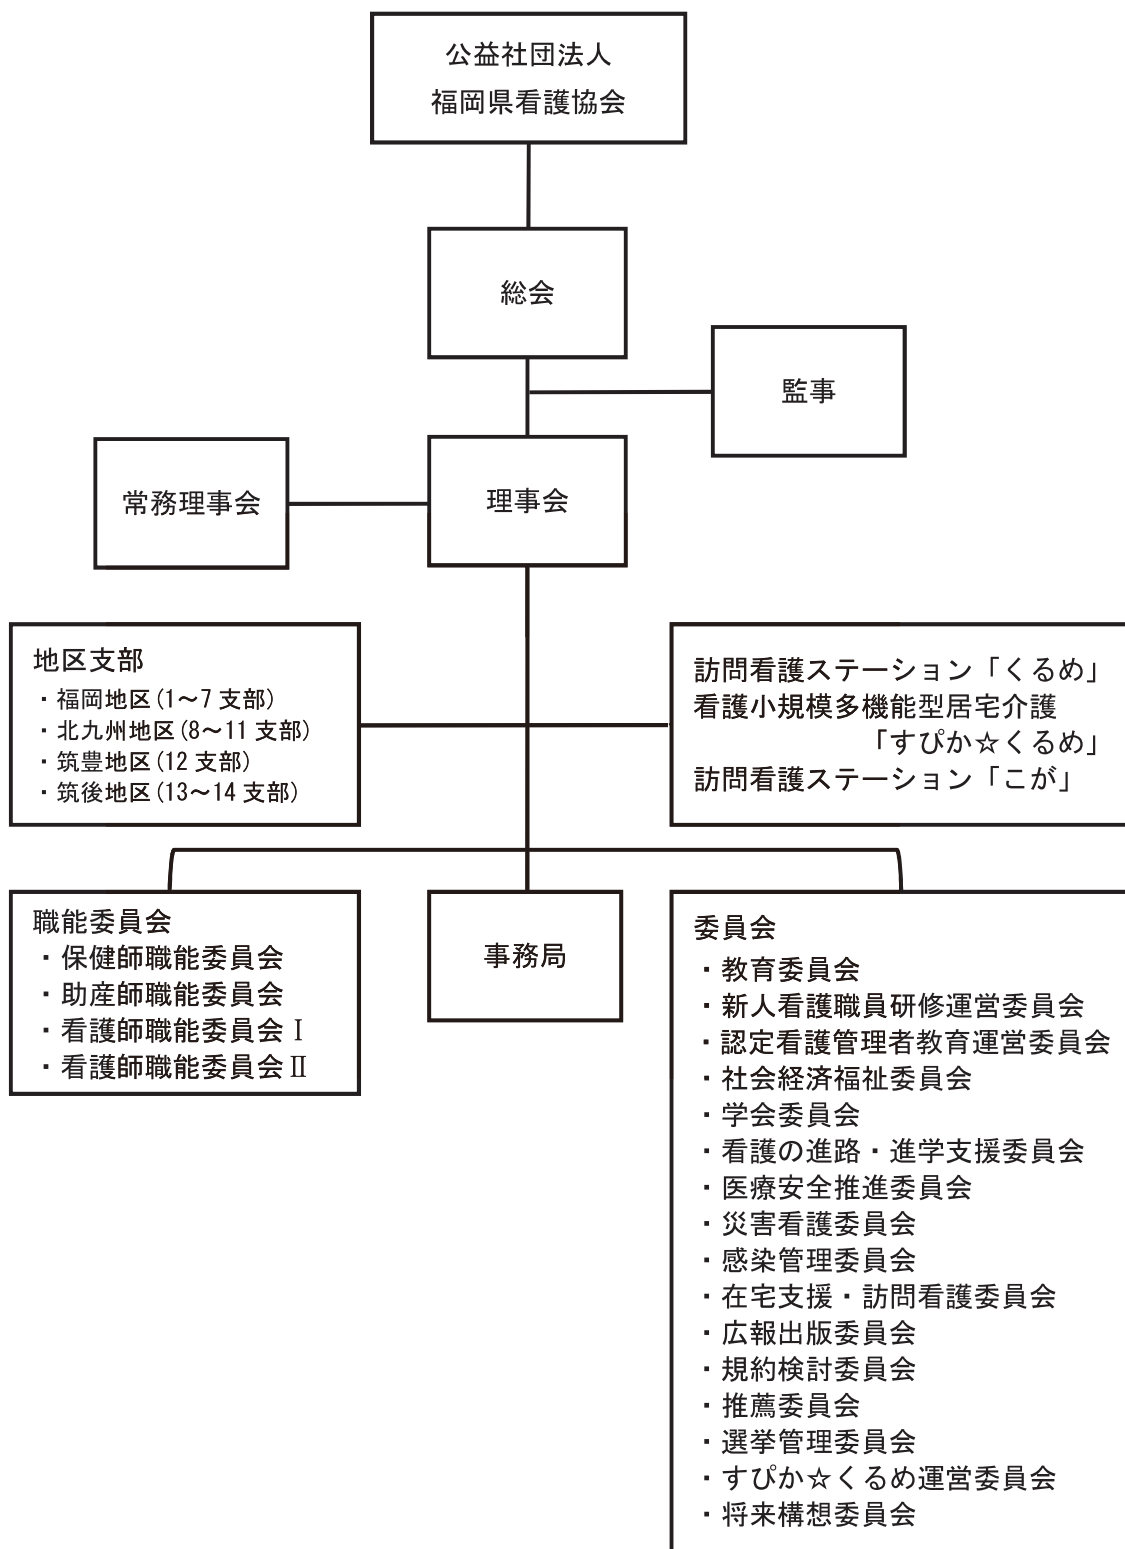 公益社団法人
福岡県看護協会
総会
監事
常務理事会
理事会
地区支部
・福岡地区(1～7支部)
・北九州地区(8～11支部)
・筑豊地区(12支部)
・筑後地区(13～14支部)
訪問看護ステーション「くるめ」
看護小規模多機能型居宅介護
「すぴか☆くるめ」
訪問看護ステーション「こが」
職能委員会
・保健師職能委員会
・助産師職能委員会
・看護師職能委員会Ⅰ
・看護師職能委員会Ⅱ
事務局
委員会
・教育委員会
・新人看護職員研修運営委員会
・認定看護管理者教育運営委員会
・社会経済福祉委員会
・学会委員会
・看護の進路・進学支援委員会
・医療安全推進委員会
・災害看護委員会
・感染管理委員会
・在宅支援・訪問看護委員会
・広報出版委員会
・規約検討委員会
・推薦委員会
・選挙管理委員会
・すぴか☆くるめ運営委員会
・将来構想委員会